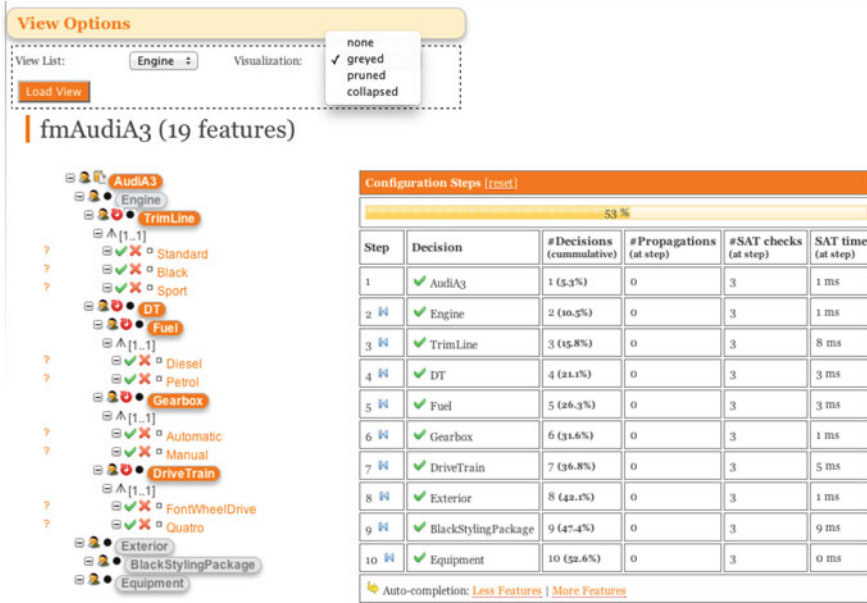 View Options
View List: Engine Visualization:
none
✓ greyed
pruned
collapsed
Load View
fmAudiA3 (19 features)
AudiA3
Engine
TrimLine
[1..1]
? Standard
? Black
? Sport
DT
Fuel
[1..1]
? Diesel
? Petrol
Gearbox
[1..1]
? Automatic
? Manual
DriveTrain
[1..1]
? FontWheelDrive
? Quatro
Exterior
BlackStylingPackage
Equipment
Configuration Steps [reset]
53 %
Step Decision #Decisions (cummulative) #Propagations (at step) #SAT checks (at step) SAT time (at step)
1 AudiA3 1 (5.3%) 0 3 1 ms
2 Engine 2 (10.5%) 0 3 1 ms
3 TrimLine 3 (15.8%) 0 3 8 ms
4 DT 4 (21.1%) 0 3 3 ms
5 Fuel 5 (26.3%) 0 3 3 ms
6 Gearbox 6 (31.6%) 0 3 1 ms
7 DriveTrain 7 (36.8%) 0 3 5 ms
8 Exterior 8 (42.1%) 0 3 1 ms
9 BlackStylingPackage 9 (47.4%) 0 3 9 ms
10 Equipment 10 (52.6%) 0 3 0 ms
Auto-completion: Less Features | More Features